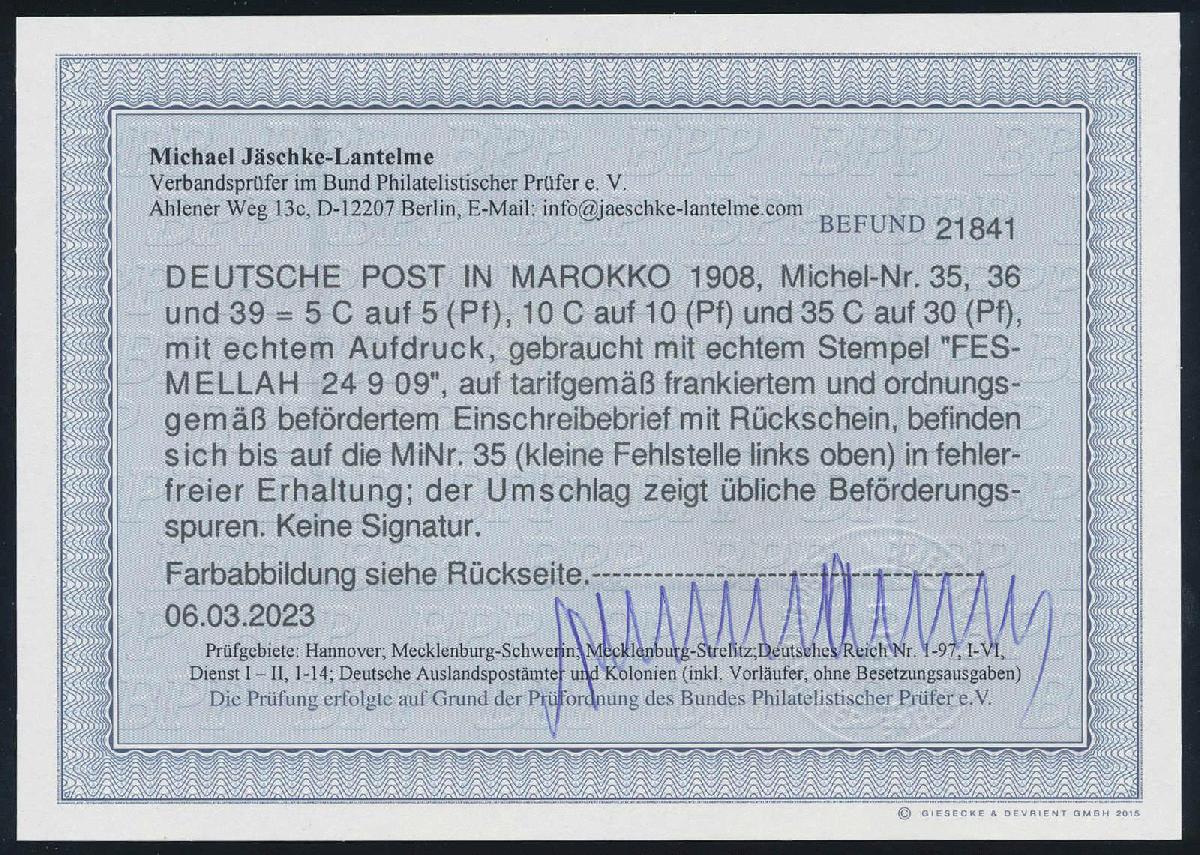 Michael Jäschke-Lantelme
Verbandsprüfer im Bund Philatelistischer Prüfer e. V.
Ahlener Weg 13c, D-12207 Berlin, E-Mail: info@jaeschke-lantelme.com
BEFUND 21841
DEUTSCHE POST IN MAROKKO 1908, Michel-Nr. 35, 36
und 39 = 5 C auf 5 (Pf), 10 C auf 10 (Pf) und 35 C auf 30 (Pf),
mit echtem Aufdruck, gebraucht mit echtem Stempel "FES-
MELLAH 24 9 09", auf tarifgemäß frankiertem und ordnungs-
gemäß befördertem Einschreibebrief mit Rückschein, befinden
sich bis auf die MiNr. 35 (kleine Fehlstelle links oben) in fehler-
freier Erhaltung; der Umschlag zeigt übliche Beförderungs-
spuren. Keine Signatur.
Farbabbildung siehe Rückseite.------------------------------------------
06.03.2023
Prüfgebiete: Hannover; Mecklenburg-Schwerin; Mecklenburg-Strelitz;Deutsches Reich Nr. 1-97, I-VI,
Dienst I – II, 1-14; Deutsche Auslandspostämter und Kolonien (inkl. Vorläufer, ohne Besetzungsausgaben)
Die Prüfung erfolgte auf Grund der Prüfordnung des Bundes Philatelistischer Prüfer e.V.
© GIESECKE & DEVRIENT GMBH 2015